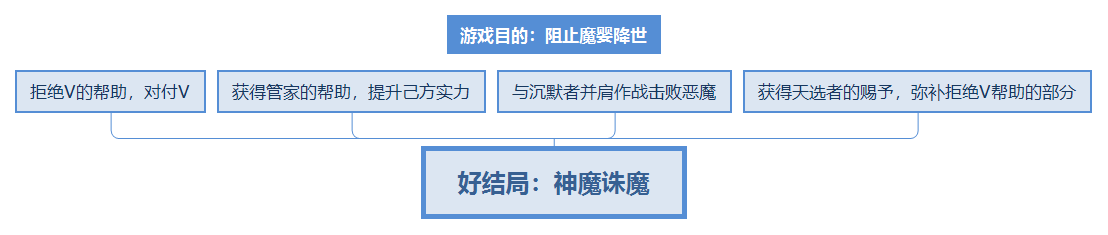 游戏目的：阻止魔婴降世
拒绝V的帮助，对付V
获得管家的帮助，提升己方实力
与沉默者并肩作战击败恶魔
获得天选者的赐予，弥补拒绝V帮助的部分
好结局：神魔诛魔